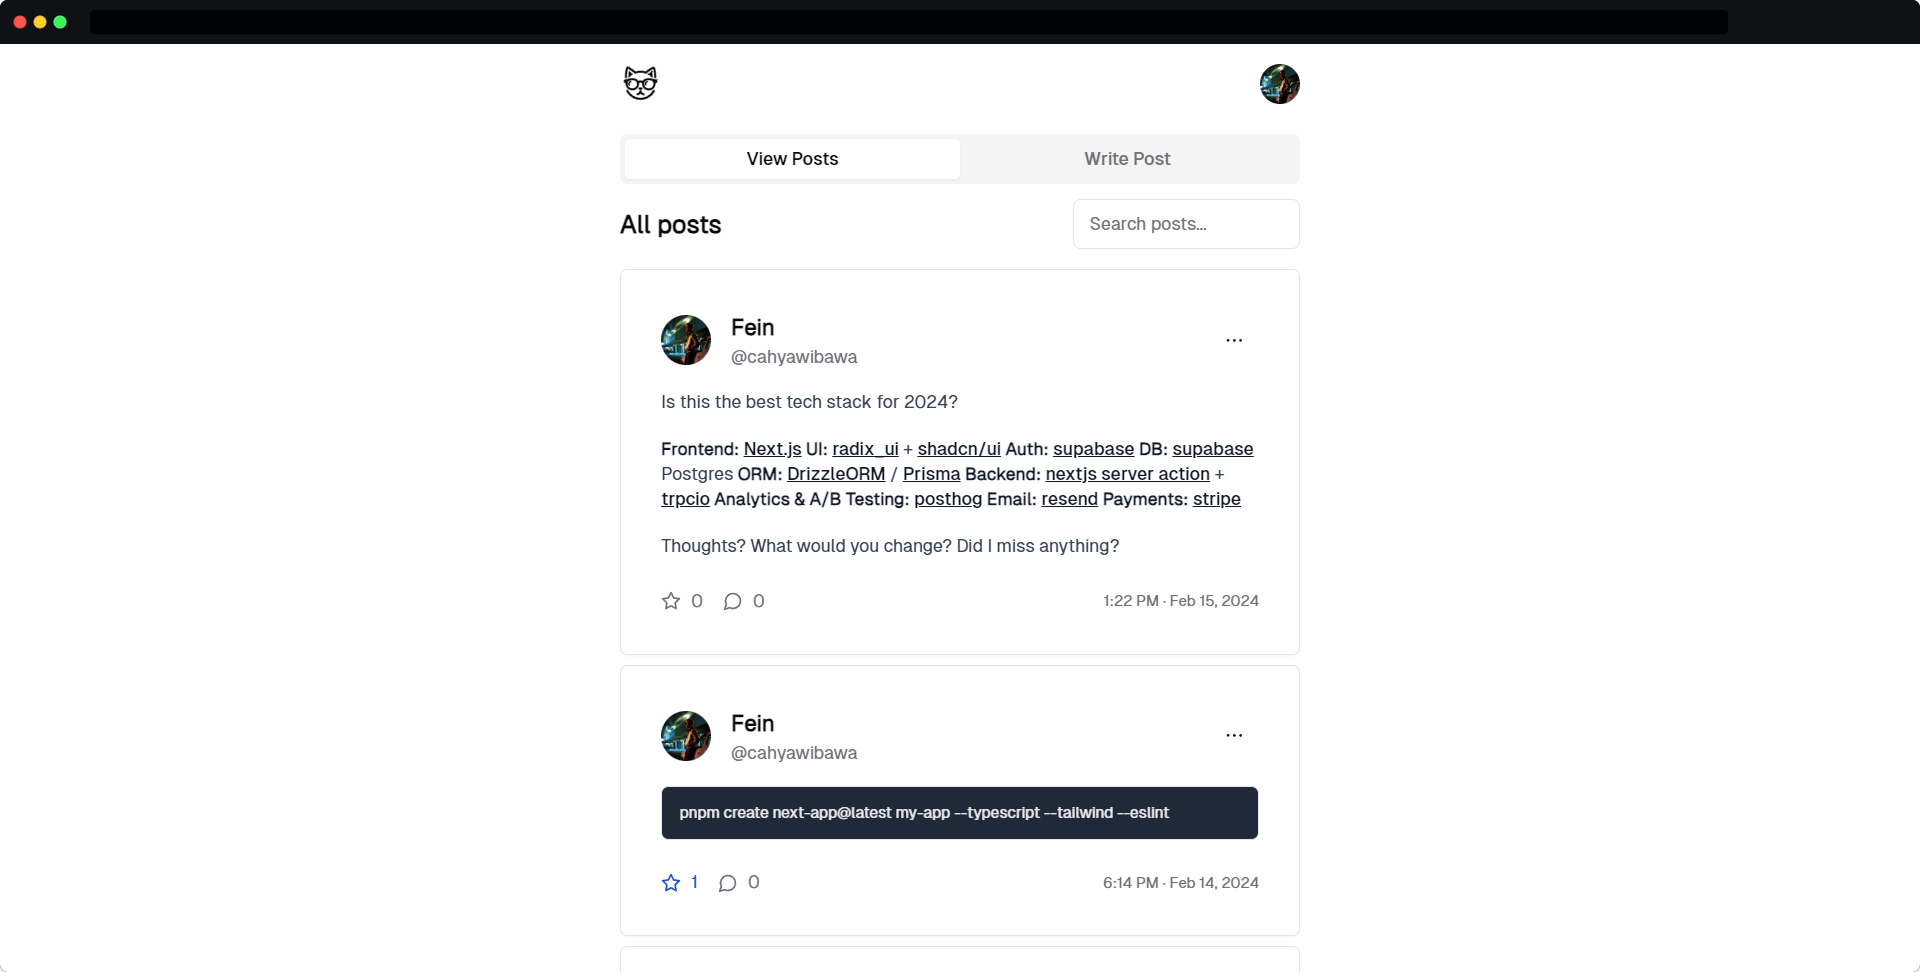 View Posts
Write Post
All posts
Search posts...
Fein
@cahyawibawa
Is this the best tech stack for 2024?
Frontend: Next.js UI: radix_ui + shadcn/ui Auth: supabase DB: supabase
Postgres ORM: DrizzleORM / Prisma Backend: nextjs server action +
trpcio Analytics & A/B Testing: posthog Email: resend Payments: stripe
Thoughts? What would you change? Did I miss anything?
0 0 1:22 PM · Feb 15, 2024
Fein
@cahyawibawa
pnpm create next-app@latest my-app --typescript --tailwind --eslint
1 0 6:14 PM · Feb 14, 2024